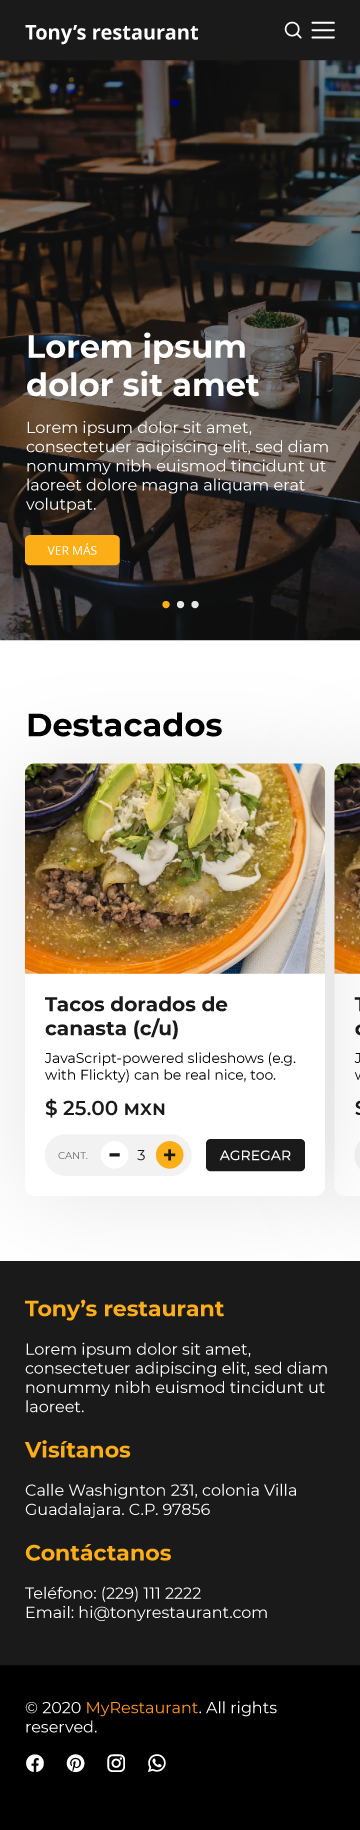 Tony’s restaurant
Lorem ipsum
dolor sit amet
Lorem ipsum dolor sit amet,
consectetuer adipiscing elit, sed diam
nonummy nibh euismod tincidunt ut
laoreet dolore magna aliquam erat
volutpat.
VER MÁS
Destacados
Tacos dorados de
canasta (c/u)
JavaScript-powered slideshows (e.g.
with Flickty) can be real nice, too.
$ 25.00 MXN
CANT. - 3 + AGREGAR
Tony’s restaurant
Lorem ipsum dolor sit amet,
consectetuer adipiscing elit, sed diam
nonummy nibh euismod tincidunt ut
laoreet.
Visítanos
Calle Washignton 231, colonia Villa
Guadalajara. C.P. 97856
Contáctanos
Teléfono: (229) 111 2222
Email: hi@tonyrestaurant.com
© 2020 MyRestaurant. All rights
reserved.